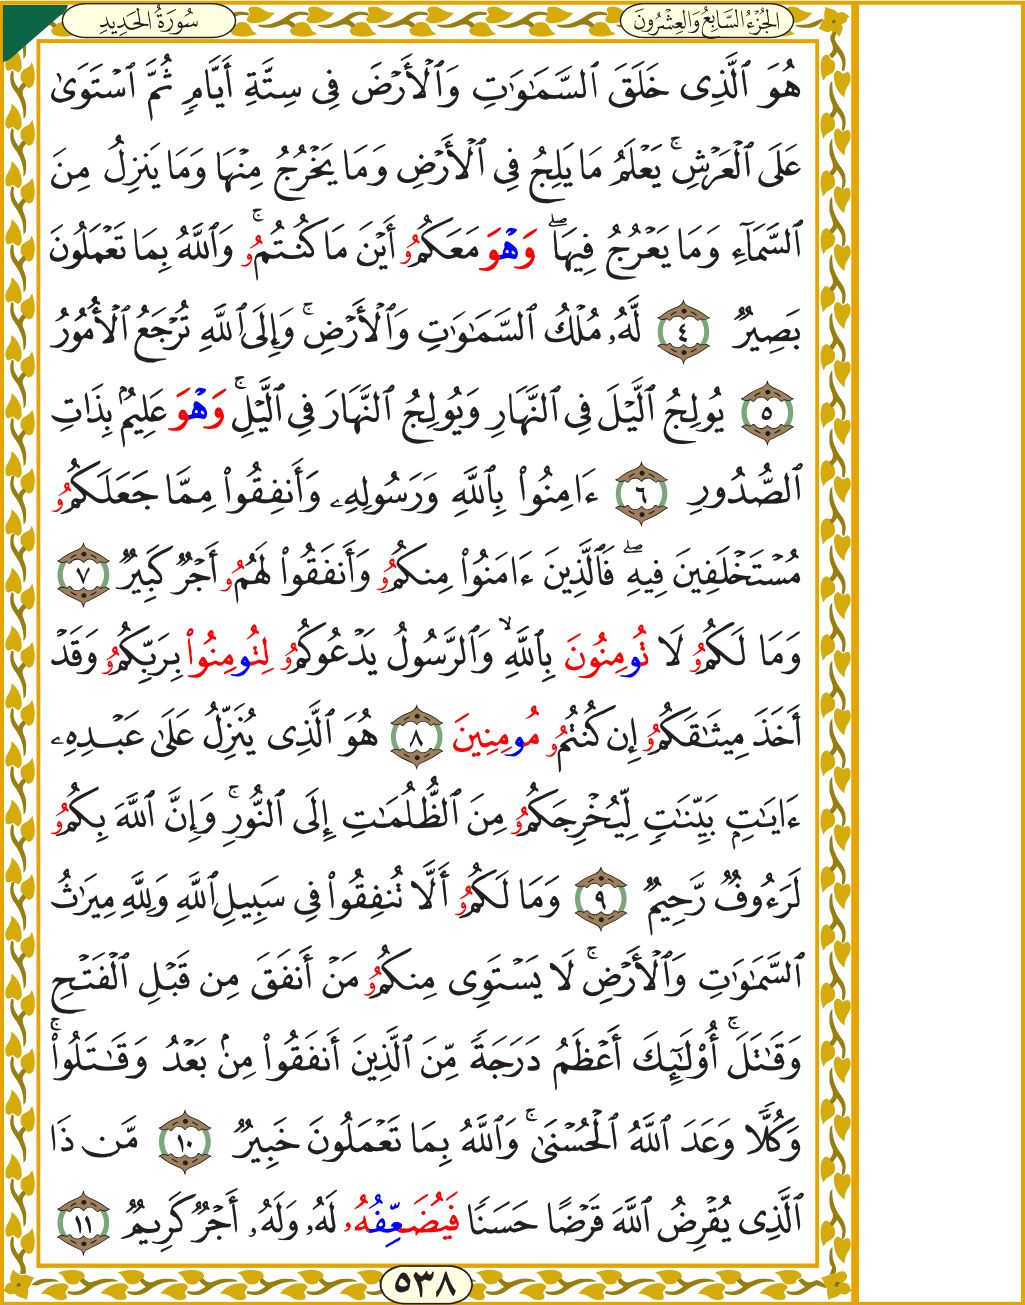 الجُزْءُ السَّابِعُ وَالعِشْرُونَ
سُورَةُ الحَدِيدِ
هُوَ ٱلَّذِى خَلَقَ ٱلسَّمَٰوَٰتِ وَٱلْأَرْضَ فِى سِتَّةِ أَيَّامٍ ثُمَّ ٱسْتَوَىٰ
عَلَى ٱلْعَرْشِ ۚ يَعْلَمُ مَا يَلِجُ فِى ٱلْأَرْضِ وَمَا يَخْرُجُ مِنْهَا وَمَا يَنزِلُ مِنَ
ٱلسَّمَآءِ وَمَا يَعْرُجُ فِيهَا ۖ وَهْوَ مَعَكُمُۥ أَيْنَ مَا كُنتُمُۥ ۚ وَٱللَّهُ بِمَا تَعْمَلُونَ
بَصِيرٌ ٤ لَّهُۥ مُلْكُ ٱلسَّمَٰوَٰتِ وَٱلْأَرْضِ ۚ وَإِلَى ٱللَّهِ تُرْجَعُ ٱلْأُمُورُ
٥ يُولِجُ ٱلَّيْلَ فِى ٱلنَّهَارِ وَيُولِجُ ٱلنَّهَارَ فِى ٱلَّيْلِ ۚ وَهْوَ عَلِيمٌۢ بِذَاتِ
ٱلصُّدُورِ ٦ ءَامِنُوا۟ بِٱللَّهِ وَرَسُولِهِۦ وَأَنفِقُوا۟ مِمَّا جَعَلَكُمُۥ
مُسْتَخْلَفِينَ فِيهِ ۖ فَٱلَّذِينَ ءَامَنُوا۟ مِنكُمُۥ وَأَنفَقُوا۟ لَهُمُۥ أَجْرٌ كَبِيرٌ ٧
وَمَا لَكُمُۥ لَا تُومِنُونَ بِٱللَّهِ ۙ وَٱلرَّسُولُ يَدْعُوكُمُۥ لِتُومِنُوا۟ بِرَبِّكُمُۥ وَقَدْ
أَخَذَ مِيثَٰقَكُمُۥ إِن كُنتُمُۥ مُومِنِينَ ٨ هُوَ ٱلَّذِى يُنَزِّلُ عَلَىٰ عَبْدِهِۦ
ءَايَٰتٍۭ بَيِّنَٰتٍ لِّيُخْرِجَكُمُۥ مِنَ ٱلظُّلُمَٰتِ إِلَى ٱلنُّورِ ۚ وَإِنَّ ٱللَّهَ بِكُمُۥ
لَرَءُوفٌ رَّحِيمٌ ٩ وَمَا لَكُمُۥ أَلَّا تُنفِقُوا۟ فِى سَبِيلِ ٱللَّهِ وَلِلَّهِ مِيرَٰثُ
ٱلسَّمَٰوَٰتِ وَٱلْأَرْضِ ۚ لَا يَسْتَوِى مِنكُمُۥ مَنْ أَنفَقَ مِن قَبْلِ ٱلْفَتْحِ
وَقَٰتَلَ ۚ أُو۟لَٰٓئِكَ أَعْظَمُ دَرَجَةً مِّنَ ٱلَّذِينَ أَنفَقُوا۟ مِنۢ بَعْدُ وَقَٰتَلُوا۟ ۚ
وَكُلًّا وَعَدَ ٱللَّهُ ٱلْحُسْنَىٰ ۚ وَٱللَّهُ بِمَا تَعْمَلُونَ خَبِيرٌ ١٠ مَّن ذَا
ٱلَّذِى يُقْرِضُ ٱللَّهَ قَرْضًا حَسَنًا فَيُضَعِّفُهُۥ لَهُۥ وَلَهُۥ أَجْرٌ كَرِيمٌ ١١
٥٣٨